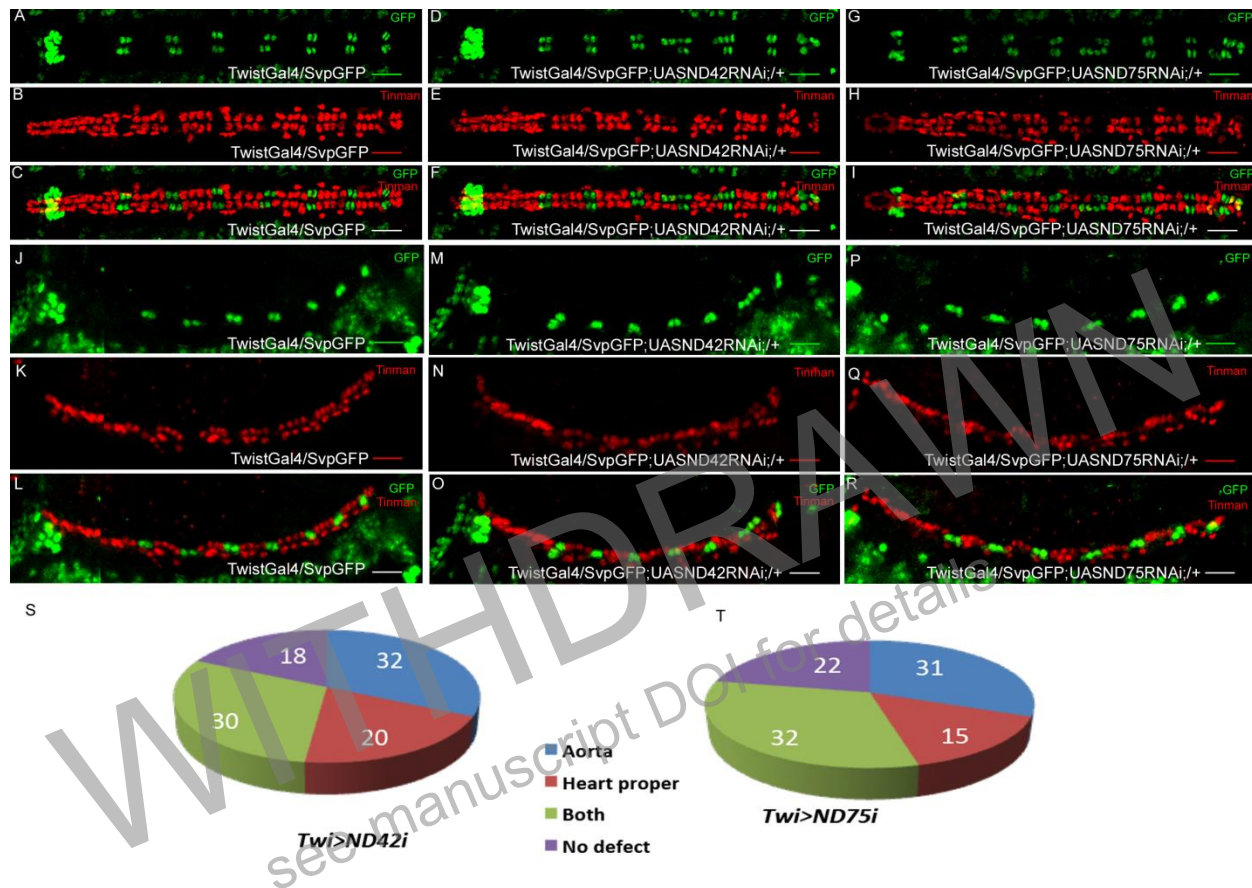 A
GFP
TwistGal4/SvpGFP
D
GFP
TwistGal4/SvpGFP;UASND42RNAi;/+
G
GFP
TwistGal4/SvpGFP;UASND75RNAi;/+
B
Tinman
TwistGal4/SvpGFP
E
Tinman
TwistGal4/SvpGFP;UASND42RNAi;/+
H
Tinman
TwistGal4/SvpGFP;UASND75RNAi;/+
C
GFP
Tinman
TwistGal4/SvpGFP
F
GFP
Tinman
TwistGal4/SvpGFP;UASND42RNAi;/+
I
GFP
Tinman
TwistGal4/SvpGFP;UASND75RNAi;/+
J
GFP
TwistGal4/SvpGFP
M
GFP
TwistGal4/SvpGFP;UASND42RNAi;/+
P
GFP
TwistGal4/SvpGFP;UASND75RNAi;/+
K
Tinman
TwistGal4/SvpGFP
N
Tinman
TwistGal4/SvpGFP;UASND42RNAi;/+
Q
Tinman
TwistGal4/SvpGFP;UASND75RNAi;/+
L
GFP
Tinman
TwistGal4/SvpGFP
O
GFP
Tinman
TwistGal4/SvpGFP;UASND42RNAi;/+
R
GFP
Tinman
TwistGal4/SvpGFP;UASND75RNAi;/+
WITHDRAWN
see manuscript DOI for details
S
18
32
30
20
Twi>ND42i
Aorta
Heart proper
Both
No defect
T
22
31
32
15
Twi>ND75i